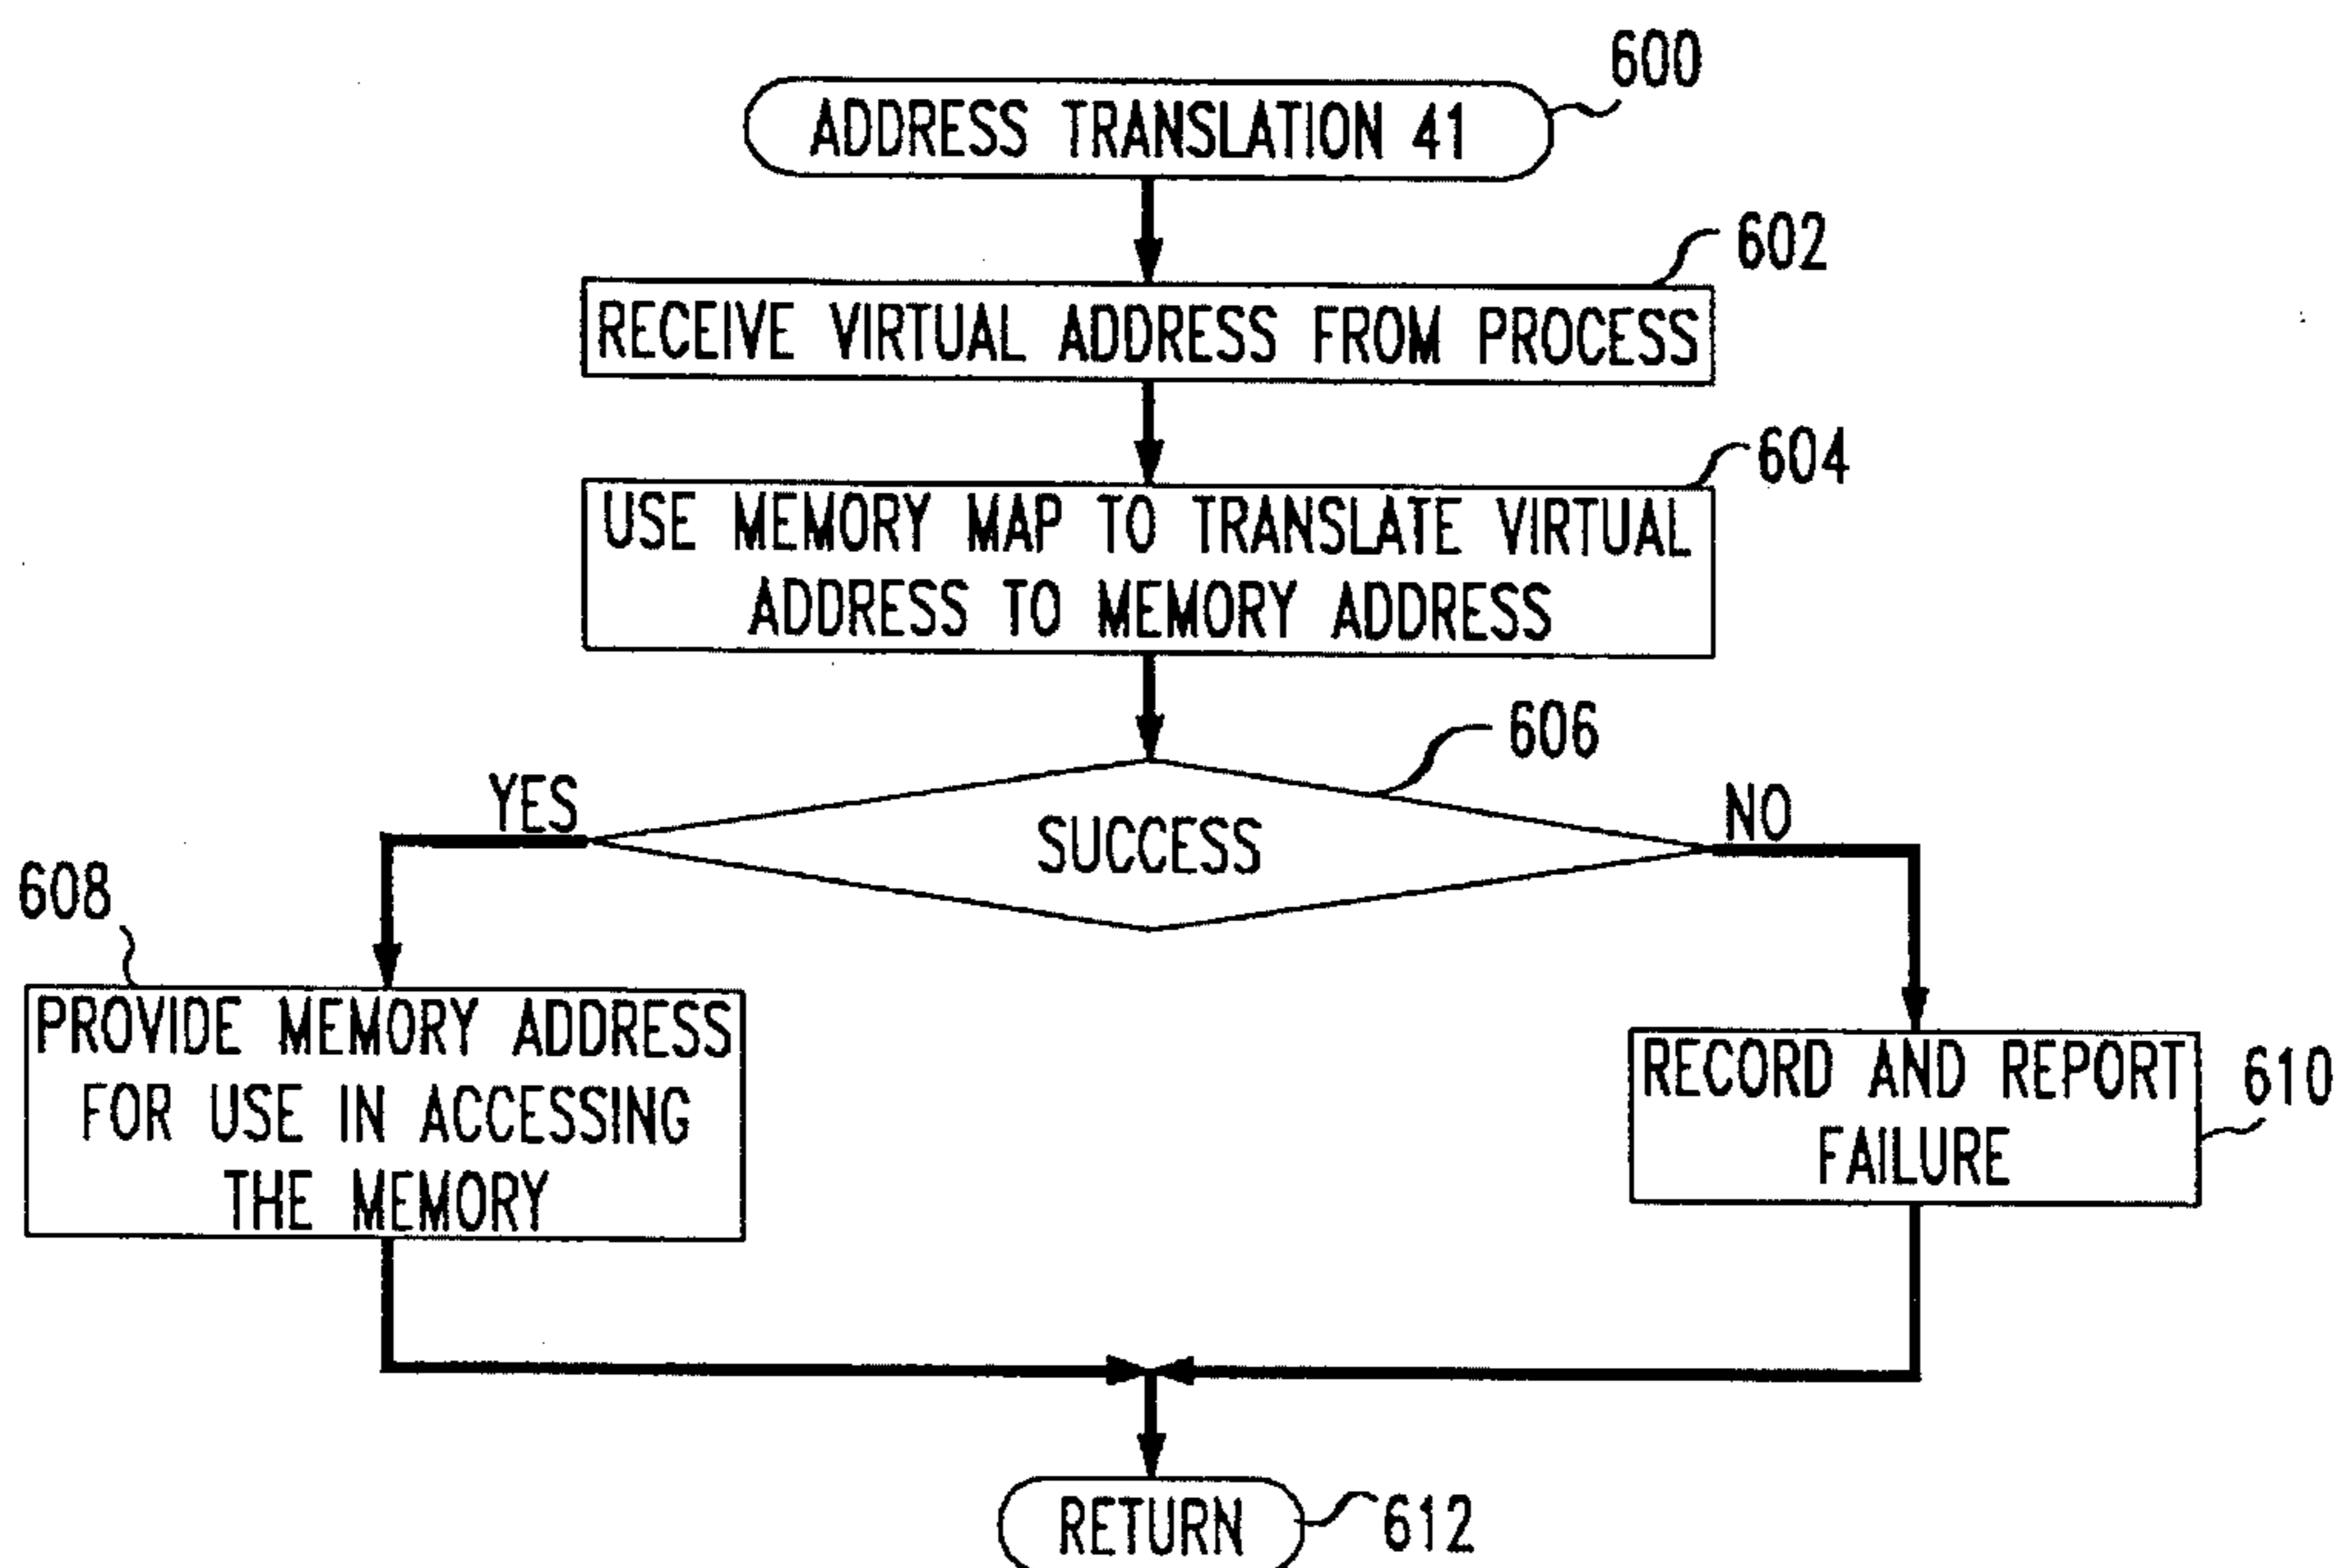 600
ADDRESS TRANSLATION 41
602
RECEIVE VIRTUAL ADDRESS FROM PROCESS
604
USE MEMORY MAP TO TRANSLATE VIRTUAL
ADDRESS TO MEMORY ADDRESS
606
YES
SUCCESS
NO
608
PROVIDE MEMORY ADDRESS
FOR USE IN ACCESSING
THE MEMORY
RECORD AND REPORT
FAILURE
610
RETURN
612